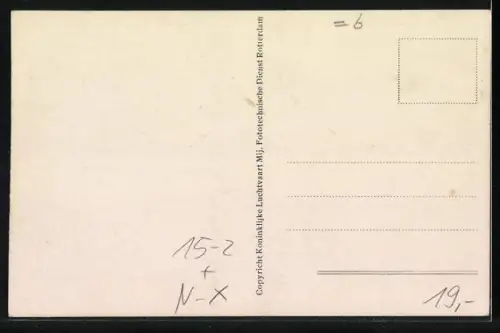 =6
Copyright Koninklijke Luchtvaart Mij. Fototechnische Dienst Rotterdam
15-2
+
N-X
19,-